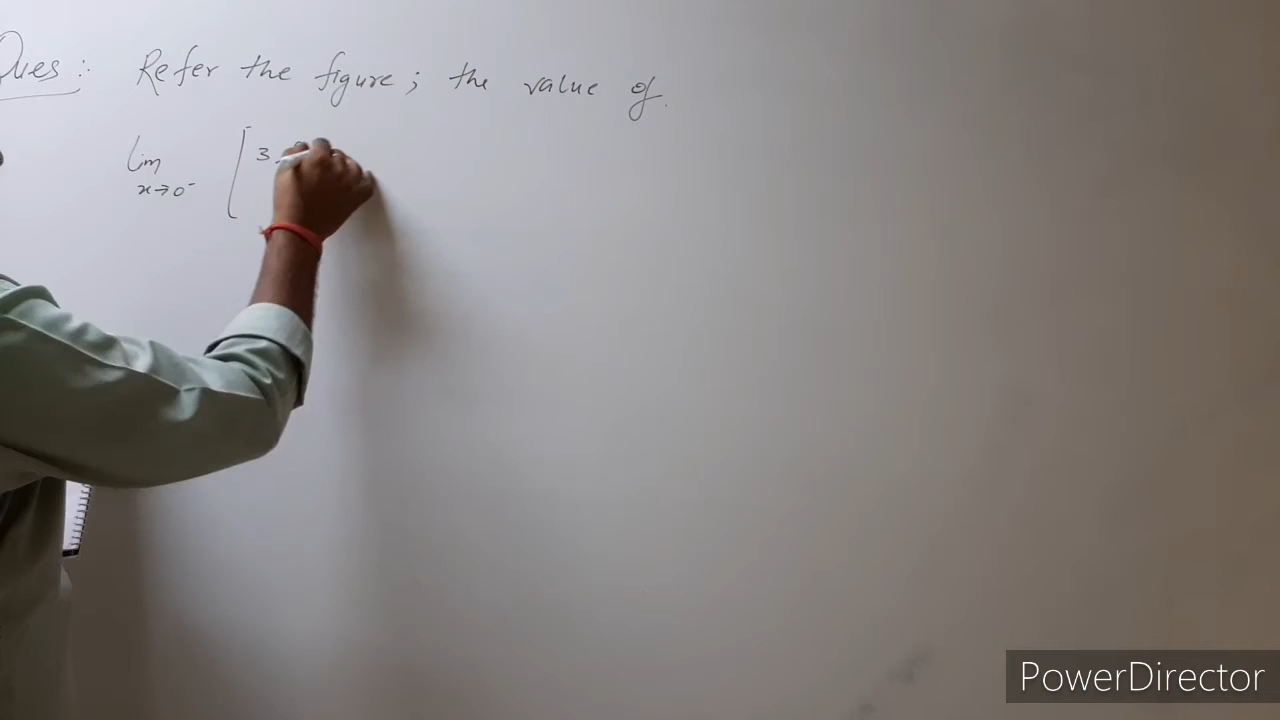 Ques :- Refer the figure ; the value of
lim [ 3
x→0⁻
PowerDirector